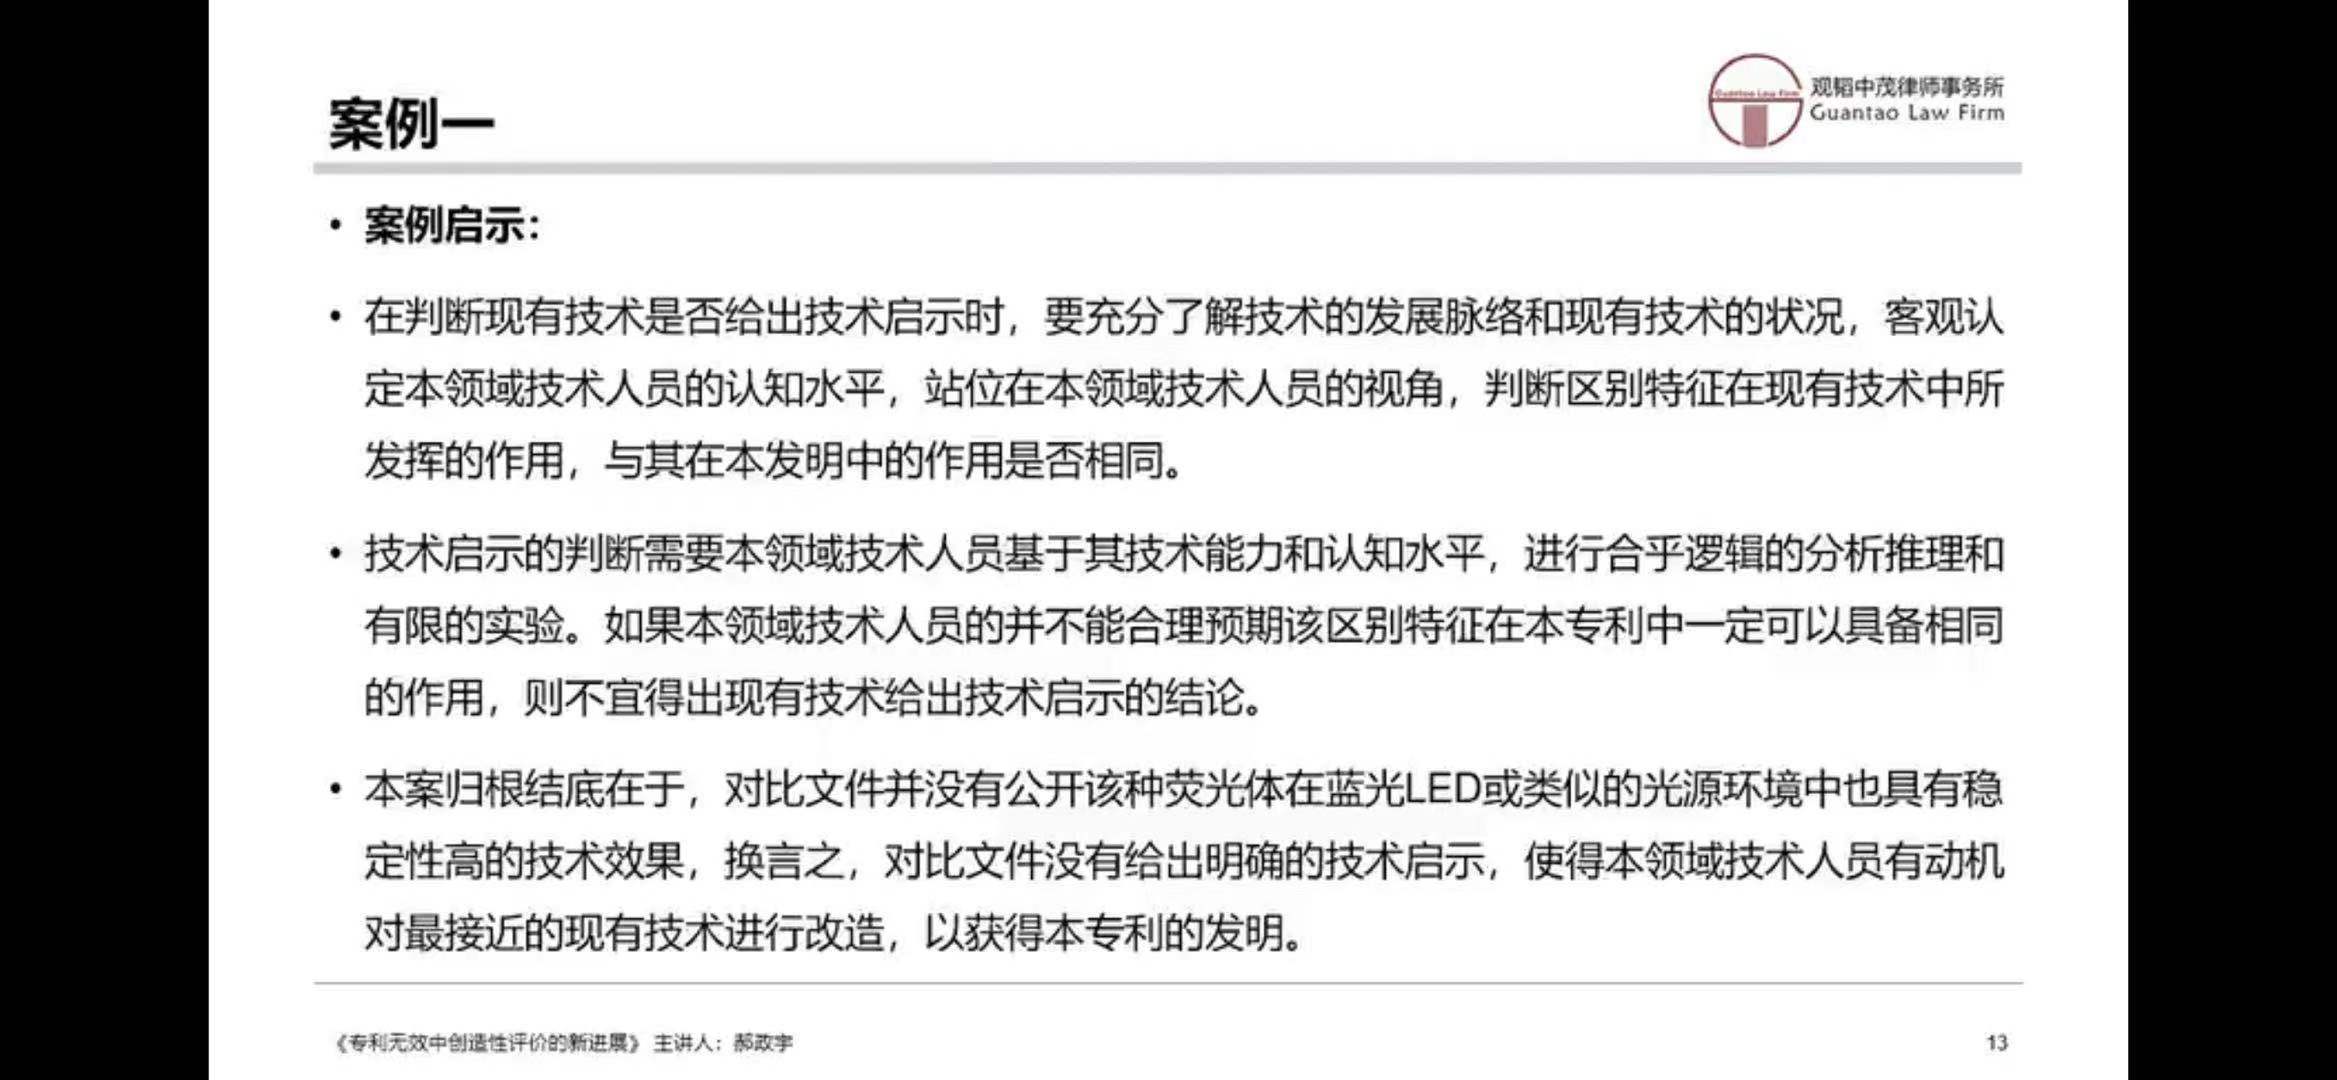 案例一
Guantao Law Firm
观韬中茂律师事务所
Guantao Law Firm
• 案例启示：
• 在判断现有技术是否给出技术启示时，要充分了解技术的发展脉络和现有技术的状况，客观认
定本领域技术人员的认知水平，站位在本领域技术人员的视角，判断区别特征在现有技术中所
发挥的作用，与其在本发明中的作用是否相同。
• 技术启示的判断需要本领域技术人员基于其技术能力和认知水平，进行合乎逻辑的分析推理和
有限的实验。如果本领域技术人员的并不能合理预期该区别特征在本专利中一定可以具备相同
的作用，则不宜得出现有技术给出技术启示的结论。
• 本案归根结底在于，对比文件并没有公开该种荧光体在蓝光LED或类似的光源环境中也具有稳
定性高的技术效果，换言之，对比文件没有给出明确的技术启示，使得本领域技术人员有动机
对最接近的现有技术进行改造，以获得本专利的发明。
《专利无效中创造性评价的新进展》 主讲人：郝政宇
13